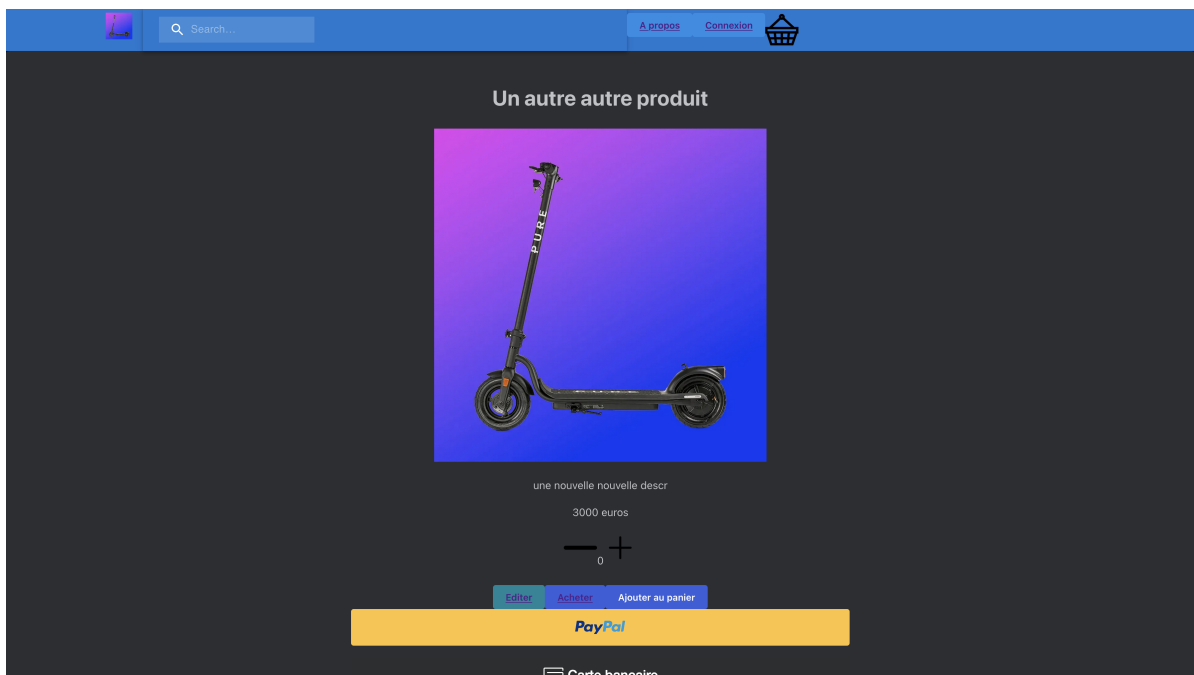 Search...
A propos Connexion
Un autre autre produit
PURE
une nouvelle nouvelle descr
3000 euros
0
Editer Acheter Ajouter au panier
PayPal
Carte bancaire